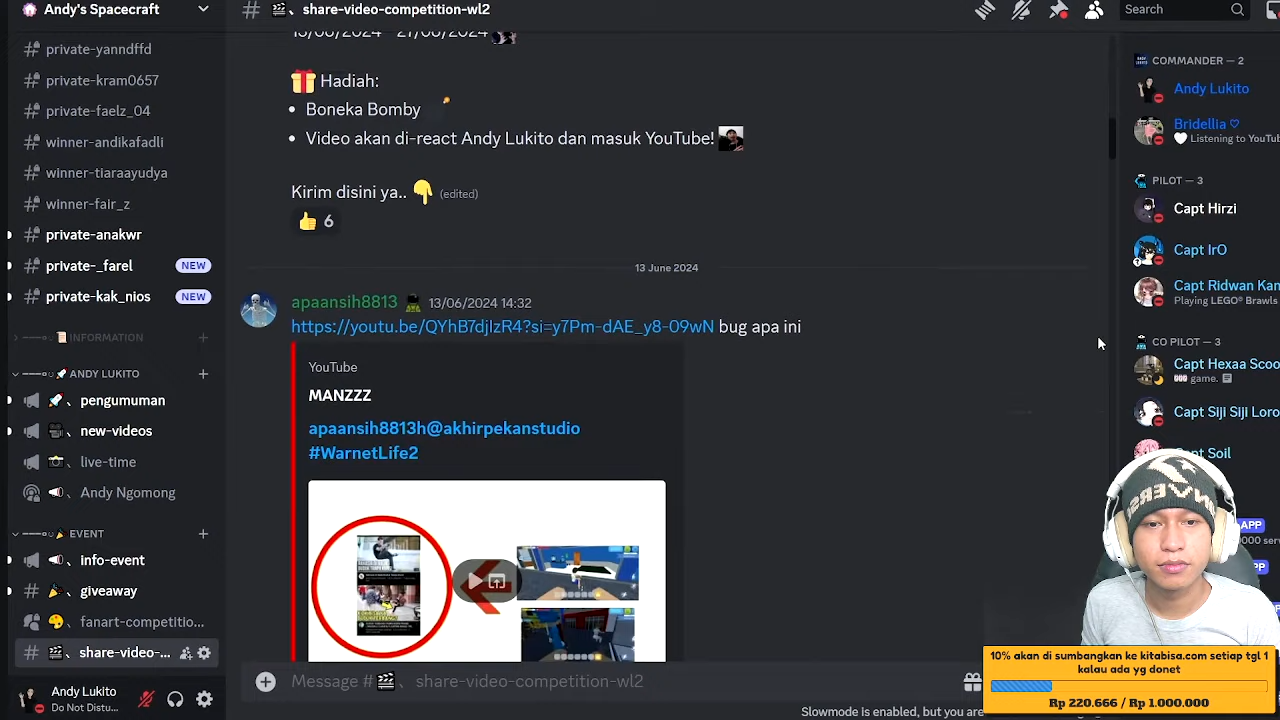 Andy's Spacecraft
private-yanndffd
private-kram0657
private-faelz_04
winner-andikafadli
winner-tiaraayudya
winner-fair_z
private-anakwr
private-_farel NEW
private-kak_nios NEW
INFORMATION
ANDY LUKITO
pengumuman
new-videos
live-time
Andy Ngomong
EVENT
info-event
giveaway
share-video-...
Andy Lukito
Do Not Distu...
# share-video-competition-wl2
Search
Hadiah:
• Boneka Bomby
• Video akan di-react Andy Lukito dan masuk YouTube!
Kirim disini ya.. (edited)
6
13 June 2024
apaansih8813 13/06/2024 14:32
https://youtu.be/QYhB7djlzR4?si=y7Pm-dAE_y8-09wN bug apa ini
YouTube
MANZZZ
apaansih8813h@akhirpekanstudio
#WarnetLife2
Message # 、 share-video-competition-wl2
Slowmode is enabled, but you are
COMMANDER — 2
Andy Lukito
Bridellia ♡
Listening to YouTu
PILOT — 3
Capt Hirzi
Capt IrO
Capt Ridwan Kan
Playing LEGO® Brawls
CO PILOT — 3
Capt Hexaa Scoo
game.
Capt Siji Siji Loro
Capt Soil
APP
10% akan di sumbangkan ke kitabisa.com setiap tgl 1
kalau ada yg donet
Rp 220.666 / Rp 1.000.000